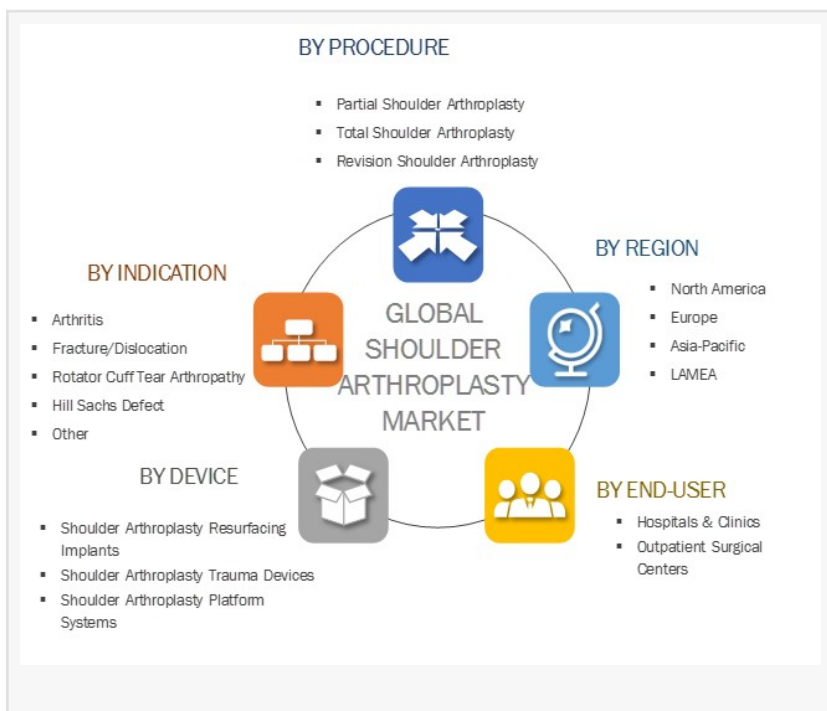 BY PROCEDURE
▪ Partial Shoulder Arthroplasty
▪ Total Shoulder Arthroplasty
▪ Revision Shoulder Arthroplasty
BY REGION
▪ North America
▪ Europe
▪ Asia-Pacific
▪ LAMEA
BY INDICATION
▪ Arthritis
▪ Fracture/Dislocation
▪ Rotator Cuff Tear Arthropathy
▪ Hill Sachs Defect
▪ Other
GLOBAL
SHOULDER
ARTHROPLASTY
MARKET
BY DEVICE
▪ Shoulder Arthroplasty Resurfacing
Implants
▪ Shoulder Arthroplasty Trauma Devices
▪ Shoulder Arthroplasty Platform
Systems
BY END-USER
▪ Hospitals & Clinics
▪ Outpatient Surgical
Centers